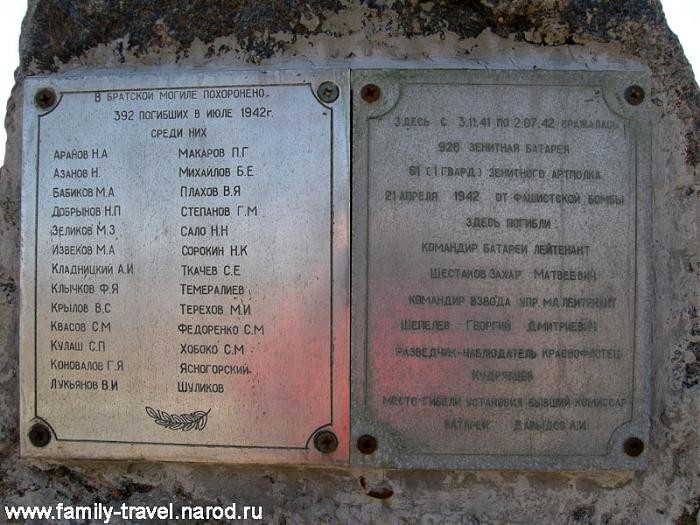 В БРАТСКОЙ МОГИЛЕ ПОХОРОНЕНО
392 ПОГИБШИХ В ИЮЛЕ 1942г.
СРЕДИ НИХ
АРАЙОВ Н.А
АЗАНОВ Н.
БАБИКОВ М.А
ДОБРЫНОВ Н.П
ЗЕЛИКОВ М.З
ИЗВЕКОВ М.А
КЛАДНИЦКИЙ А.И
КЛЫЧКОВ Ф.Я
КРЫЛОВ В.С
КВАСОВ С.М
КУЛАШ С.П
КОНОВАЛОВ Г.Я
ЛУКЬЯНОВ В.И
МАКАРОВ П.Г
МИХАЙЛОВ Б.Е
ПЛАХОВ В.Я
СТЕПАНОВ Г.М
САЛО Н.Н
СОРОКИН Н.К
ТКАЧЕВ С.Е
ТЕМЕРАЛИЕВ
ТЕРЕХОВ М.И
ФЕДОРЕНКО С.М
ХОБОКО С.М
ЯСНОГОРСКИЙ
ШУЛИКОВ
ЗДЕСЬ С 3.11.41 ПО 2.07.42 СРАЖАЛАСЬ
926 ЗЕНИТНАЯ БАТАРЕЯ
61 (1 ГВАРД) ЗЕНИТНОГО АРТПОЛКА
21 АПРЕЛЯ 1942 ОТ ФАШИСТСКОЙ БОМБЫ
ЗДЕСЬ ПОГИБЛИ
КОМАНДИР БАТАРЕИ ЛЕЙТЕНАНТ
ШЕСТАКОВ ЗАХАР МАТВЕЕВИЧ
КОМАНДИР ВЗВОДА УПР. МЛ. ЛЕЙТЕНАНТ
ШЕПЕЛЕВ ГЕОРГИЙ ДМИТРИЕВИЧ
РАЗВЕДЧИК-НАБЛЮДАТЕЛЬ КРАСНОФЛОТЕЦ
КУДРЯВЦЕВ
МЕСТО ГИБЕЛИ УСТАНОВИЛ БЫВШИЙ КОМИССАР
БАТАРЕИ ДАВЫДОВ А.И
www.family-travel.narod.ru